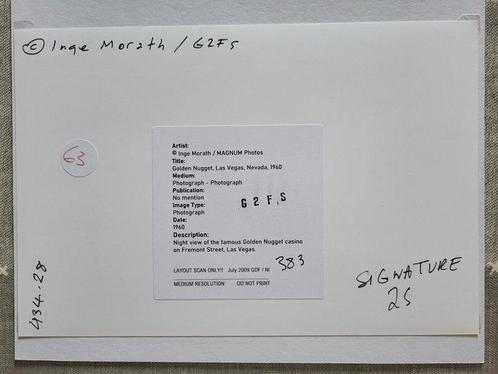 © Inge Morath / G2FS
63
Artist:
© Inge Morath / MAGNUM Photos
Title:
Golden Nugget, Las Vegas, Nevada, 1960
Medium:
Photograph - Photograph
Publication:
No mention
G2F,S
Image Type:
Photograph
Date:
1960
Description:
Night view of the famous Golden Nugget casino
on Fremont Street, Las Vegas.
383
LAYOUT SCAN ONLY!! July 2009 GDF / NI
MEDIUM RESOLUTION DO NOT PRINT
434.28
SIGNATURE
25